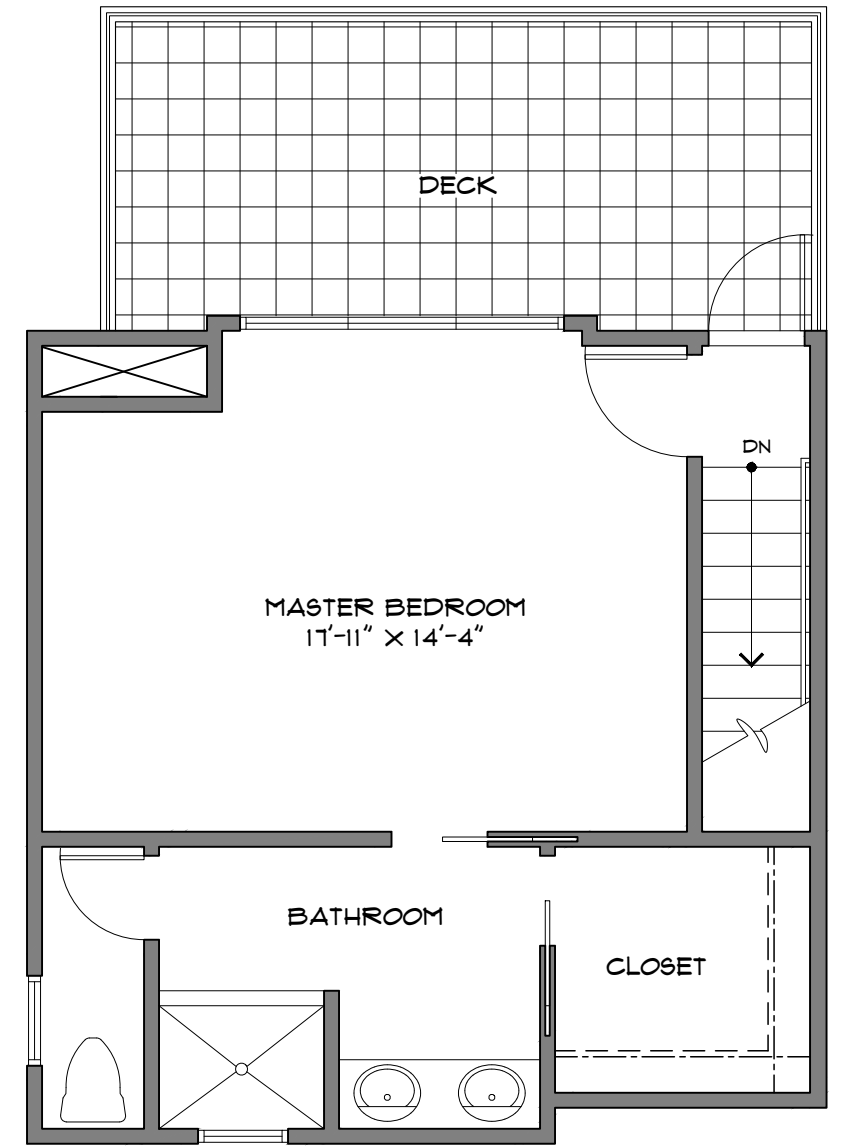 DECK
DN
MASTER BEDROOM
17'-11" X 14'-4"
BATHROOM
CLOSET